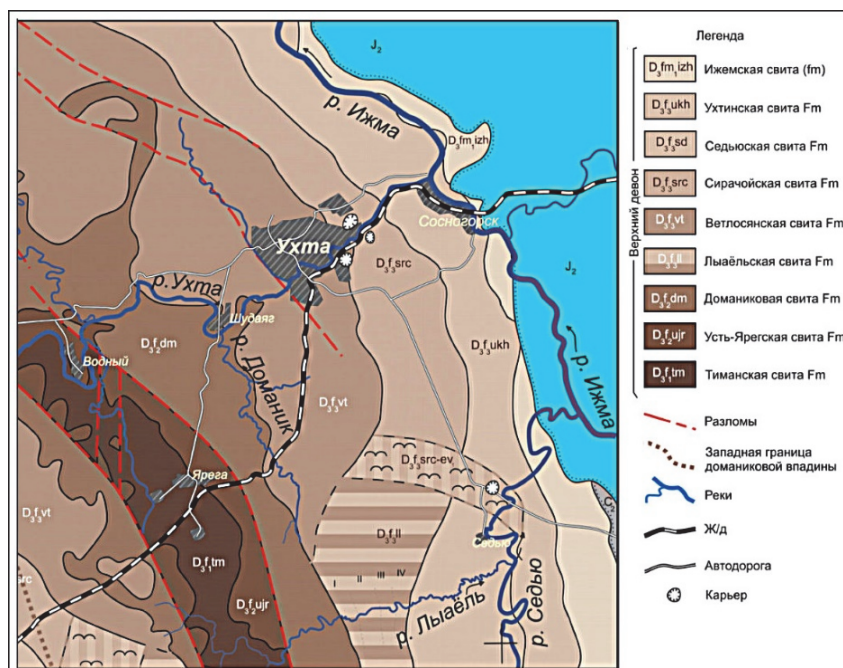 J₂
р. Ижма
D₃fm₁izh
Сосногорск
Ухта
D₃f₃src
J₂
р.Ухта
Шудаяг
D₃f₃ukh
D₃f₂dm
Водный
р. Доманик
р. Ижма
D₃f₃vt
D₃f₃src-ev
Ярега
D₃f₃vt
D₃f₃ll
Седью
D₃f₁tm
I II III IV
D₃f₂ujr
р. Лыаёль
р. Седью
src
Легенда
Верхний девон
D₃fm₁izh Ижемская свита (fm)
D₃f₃ukh Ухтинская свита Fm
D₃f₃sd Седьюская свита Fm
D₃f₃src Сирачойская свита Fm
D₃f₃vt Ветлосянская свита Fm
D₃f₃ll Лыаёльская свита Fm
D₃f₂dm Доманиковая свита Fm
D₃f₂ujr Усть-Ярегская свита Fm
D₃f₁tm Тиманская свита Fm
Разломы
Западная граница
доманиковой впадины
Реки
Ж/д
Автодорога
Карьер